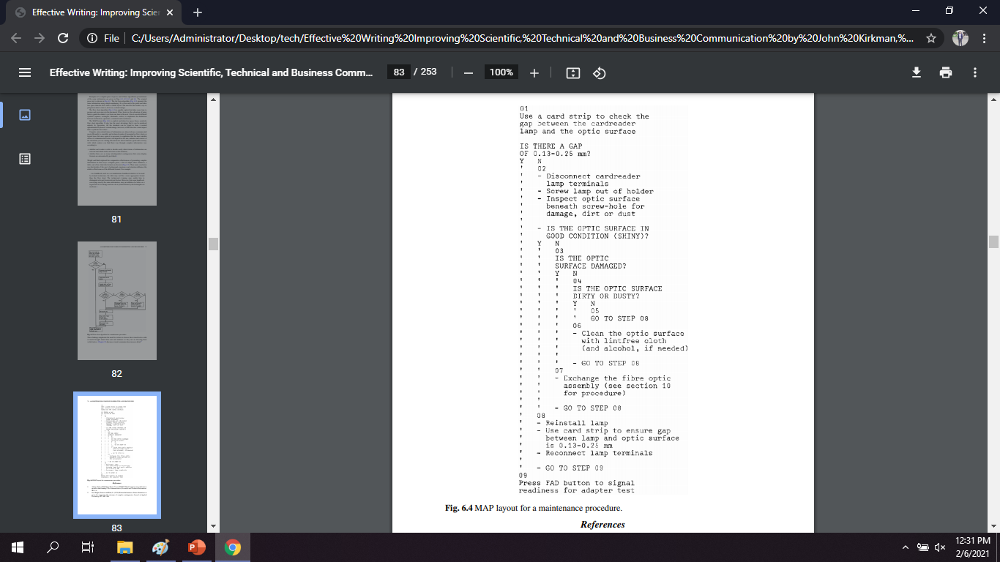 Effective Writing: Improving Scien
File
C:/Users/Administrator/Desktop/tech/Effective%20Writing%20Improving%20Scientific,%20Technical%20and%20Business%20Communication%20by%20John%20Kirkman,%...
Effective Writing: Improving Scientific, Technical and Business Comm...
83 / 253
100%
81
82
83
01
Use a card strip to check the
gap between the cardreader
lamp and the optic surface
IS THERE A GAP
OF 0.13-0.25 mm?
Y N
02
- Disconnect cardreader
lamp terminals
- Screw lamp out of holder
- Inspect optic surface
beneath screw-hole for
damage, dirt or dust
- IS THE OPTIC SURFACE IN
GOOD CONDITION (SHINY)?
Y N
03
IS THE OPTIC
SURFACE DAMAGED?
Y N
04
IS THE OPTIC SURFACE
DIRTY OR DUSTY?
Y N
05
GO TO STEP 08
06
- Clean the optic surface
with lintfree cloth
(and alcohol, if needed)
- GO TO STEP 08
07
- Exchange the fibre optic
assembly (see section 10
for procedure)
- GO TO STEP 08
08
- Reinstall lamp
- Use card strip to ensure gap
between lamp and optic surface
is 0.13-0.25 mm
- Reconnect lamp terminals
- GO TO STEP 09
09
Press FAD button to signal
readiness for adapter test
Fig. 6.4 MAP layout for a maintenance procedure.
References
12:31 PM
2/6/2021